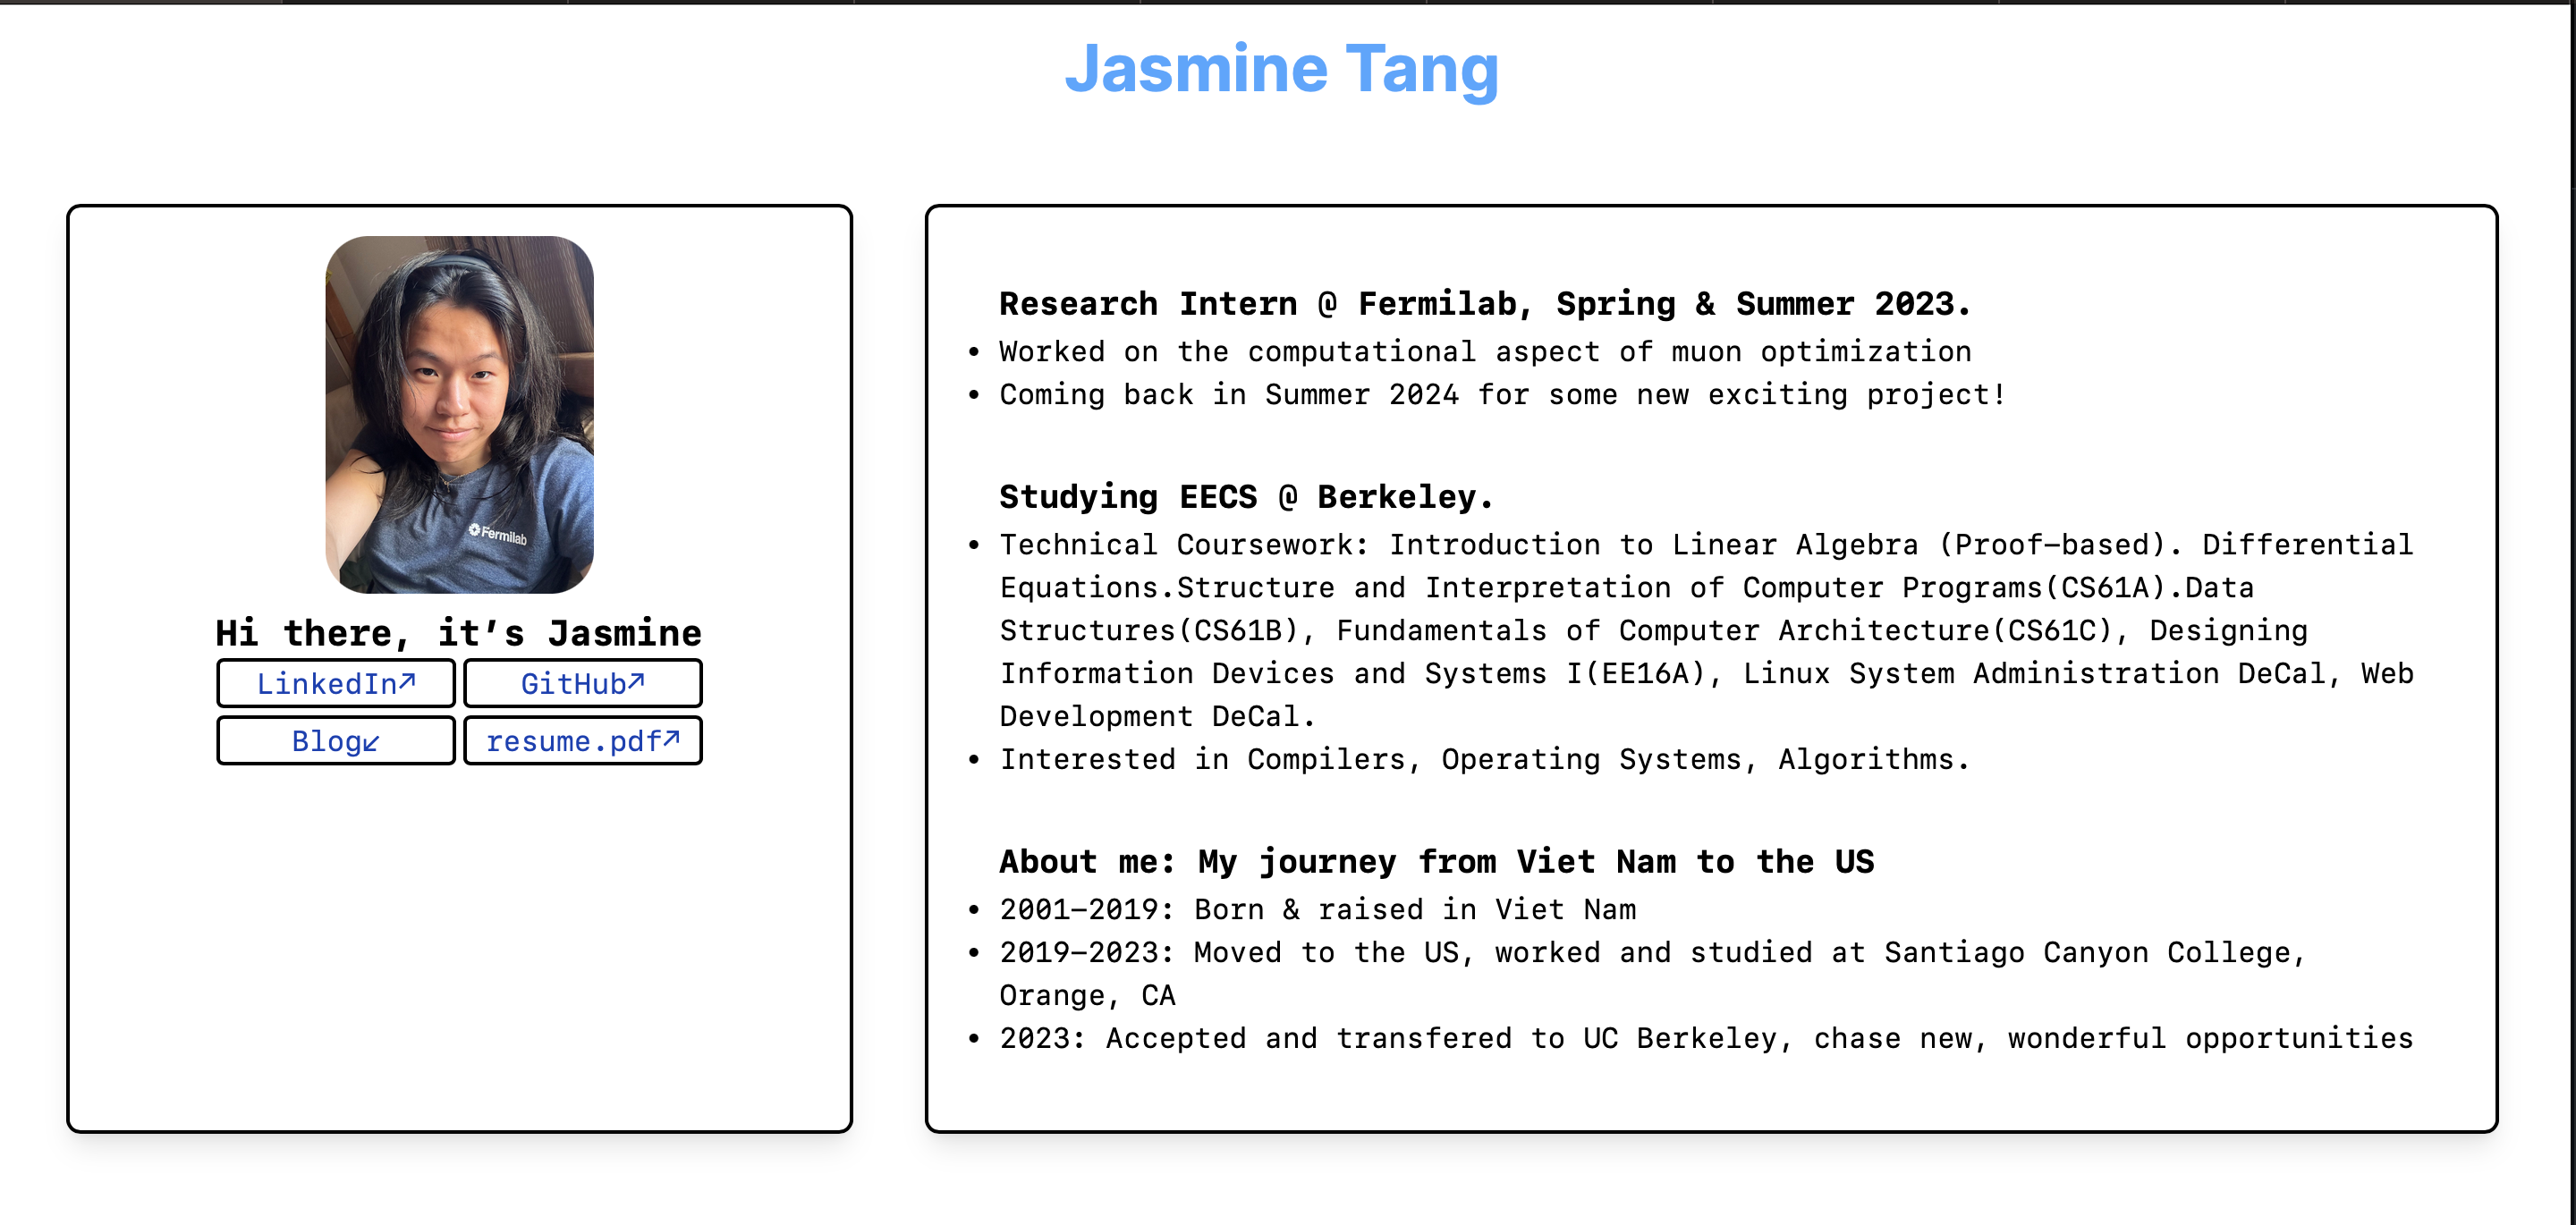 Jasmine Tang
Fermilab
Hi there, it’s Jasmine
LinkedIn↗ GitHub↗
Blog↙ resume.pdf↗
Research Intern @ Fermilab, Spring & Summer 2023.
• Worked on the computational aspect of muon optimization
• Coming back in Summer 2024 for some new exciting project!
Studying EECS @ Berkeley.
• Technical Coursework: Introduction to Linear Algebra (Proof-based). Differential
Equations.Structure and Interpretation of Computer Programs(CS61A).Data
Structures(CS61B), Fundamentals of Computer Architecture(CS61C), Designing
Information Devices and Systems I(EE16A), Linux System Administration DeCal, Web
Development DeCal.
• Interested in Compilers, Operating Systems, Algorithms.
About me: My journey from Viet Nam to the US
• 2001-2019: Born & raised in Viet Nam
• 2019-2023: Moved to the US, worked and studied at Santiago Canyon College,
Orange, CA
• 2023: Accepted and transfered to UC Berkeley, chase new, wonderful opportunities